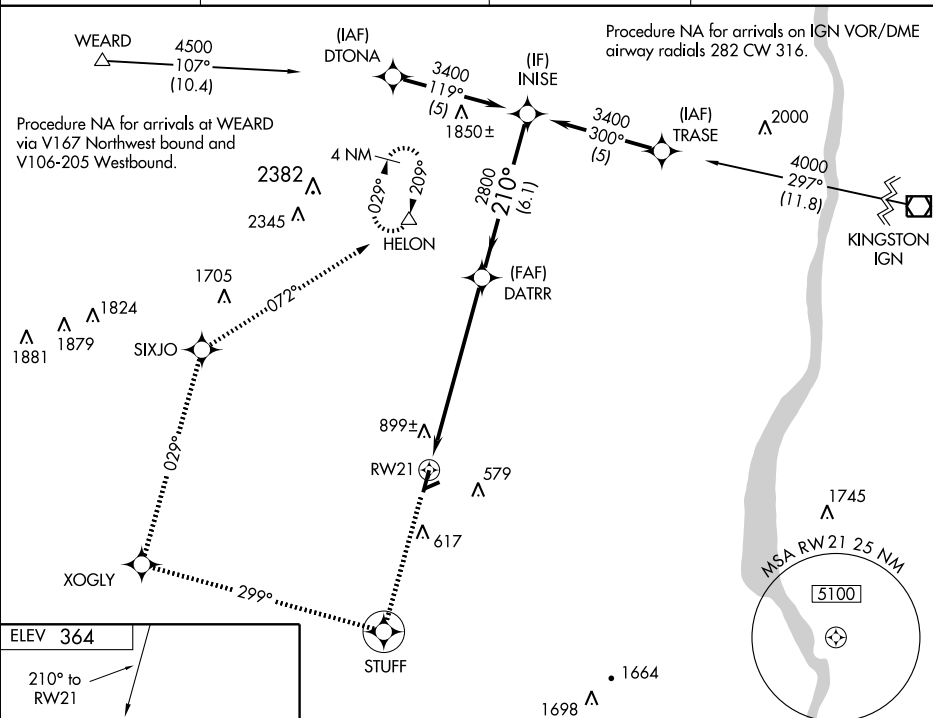 WEARD
4500
107°
(10.4)
(IAF)
DTONA
3400
119°
(5)
1850±
(IF)
INISE
Procedure NA for arrivals on IGN VOR/DME
airway radials 282 CW 316.
3400
300°
(5)
(IAF)
TRASE
2000
4000
297°
(11.8)
KINGSTON
IGN
Procedure NA for arrivals at WEARD
via V167 Northwest bound and
V106-205 Westbound.
4 NM
029°
209°
HELON
2382
2345
2800
210°
(6.1)
(FAF)
DATRR
1705
072°
1824
1879
1881
SIXJO
029°
899±
RW21
579
617
1745
XOGLY
299°
STUFF
MSA RW21 25 NM
5100
ELEV 364
210° to
RW21
1664
1698